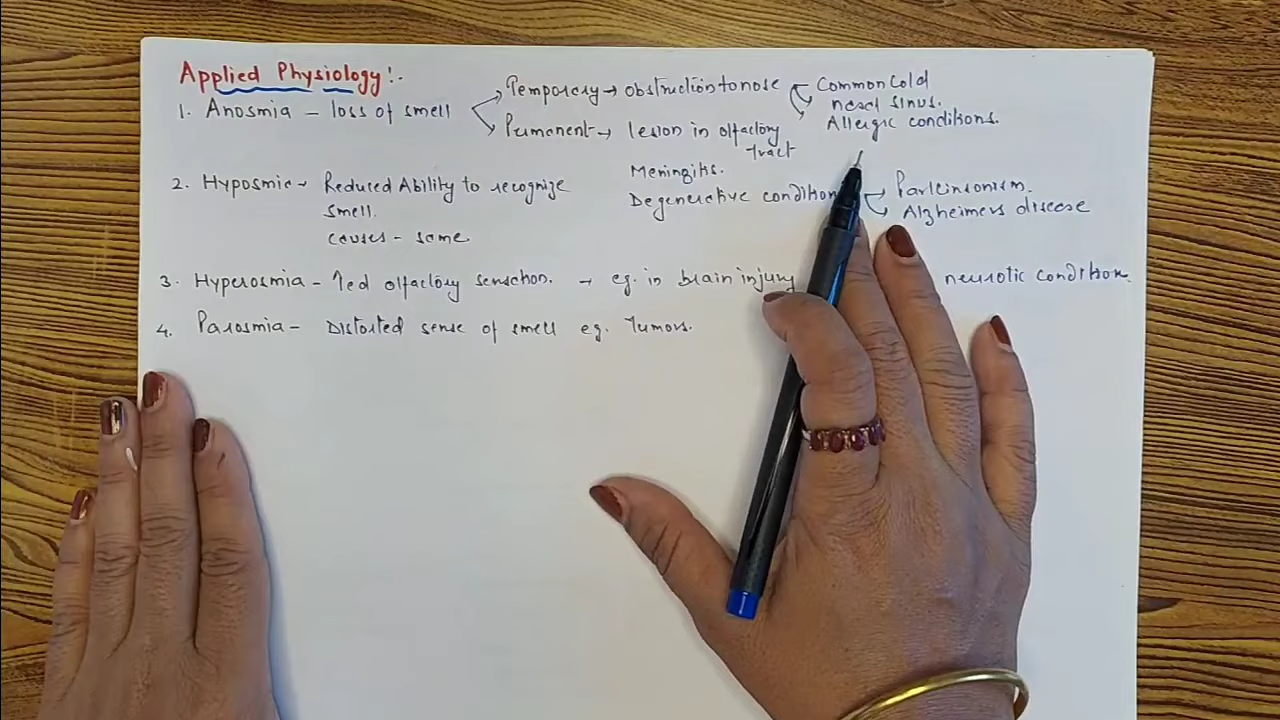 Applied Physiology:-
1. Anosmia - loss of smell
Temporary → obstruction to nose
Common cold
nasal sinus.
Allergic conditions.
Permanent → lesion in olfactory
tract
Meningitis.
Degenerative condition
Parkinsonism.
Alzheimers disease
2. Hyposmia → Reduced Ability to recognize
smell.
causes - same
3. Hyperosmia - ↑ed olfactory sensation. → eg. in brain injury neurotic condition.
4. Parosmia - Distorted sense of smell eg. Tumors.